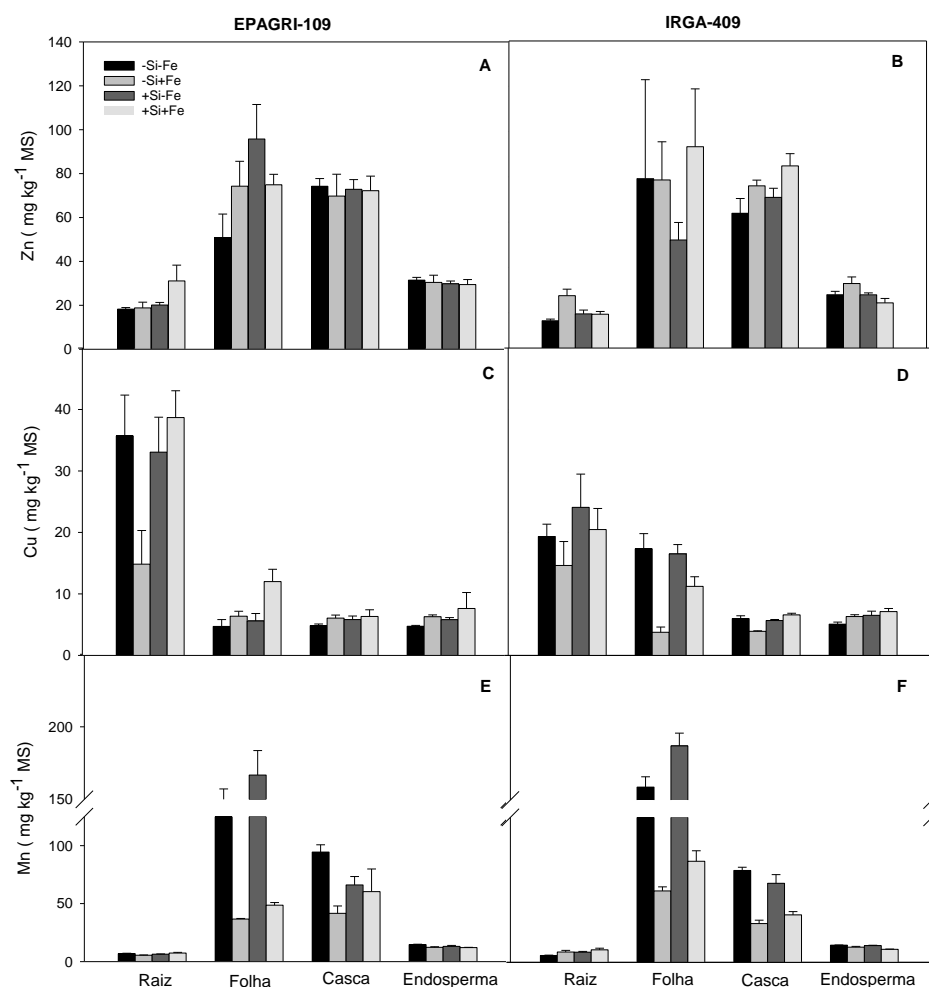 EPAGRI-109
IRGA-409
140
120
100
80
60
40
20
0
Zn ( mg kg-1 MS)
-Si-Fe
-Si+Fe
+Si-Fe
+Si+Fe
A
B
40
30
20
10
0
Cu ( mg kg-1 MS)
C
D
200
150
100
50
0
Mn ( mg kg-1 MS)
E
F
Raiz Folha Casca Endosperma
Raiz Folha Casca Endosperma